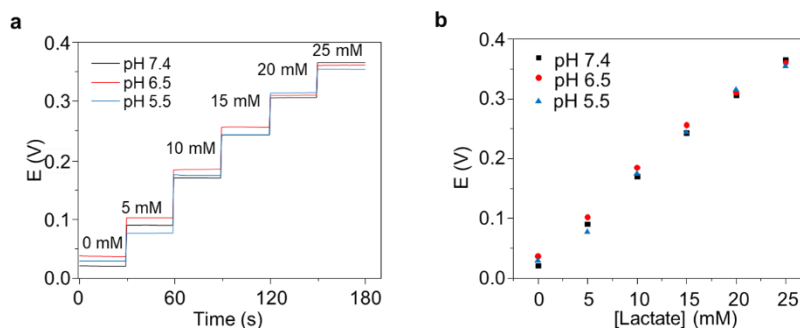 a
E (V)
0.4
0.3
0.2
0.1
0.0
pH 7.4
pH 6.5
pH 5.5
0 mM
5 mM
10 mM
15 mM
20 mM
25 mM
0 60 120 180
Time (s)
b
E (V)
0.4
0.3
0.2
0.1
0.0
pH 7.4
pH 6.5
pH 5.5
0 5 10 15 20 25
[Lactate] (mM)